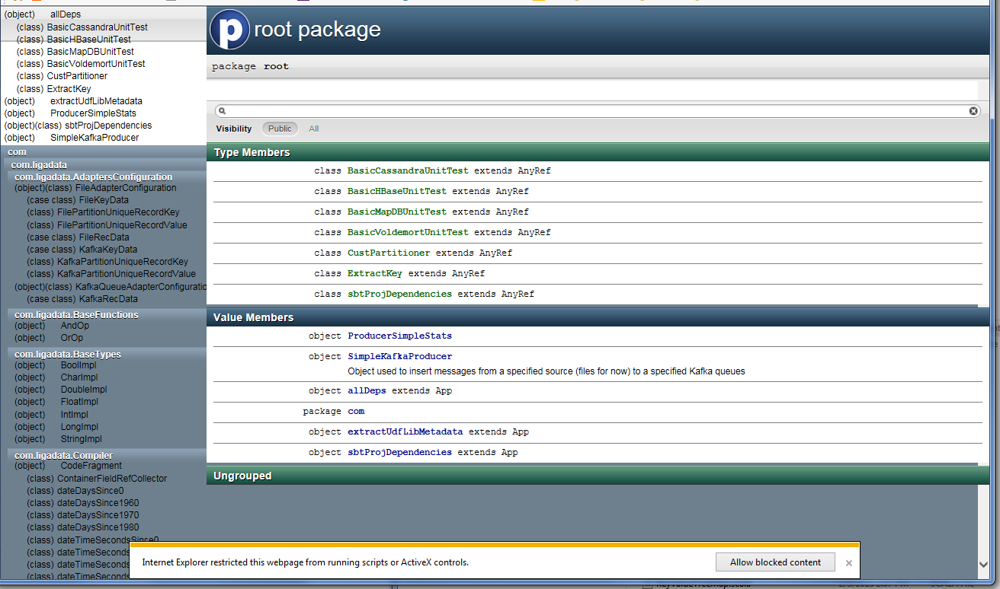 (object) allDeps
(class) BasicCassandraUnitTest
(class) BasicHBaseUnitTest
(class) BasicMapDBUnitTest
(class) BasicVoldemortUnitTest
(class) CustPartitioner
(class) ExtractKey
(object) extractUdfLibMetadata
(object) ProducerSimpleStats
(object)(class) sbtProjDependencies
(object) SimpleKafkaProducer
com
com.ligadata
com.ligadata.AdaptersConfiguration
(object)(class) FileAdapterConfiguration
(case class) FileKeyData
(class) FilePartitionUniqueRecordKey
(class) FilePartitionUniqueRecordValue
(case class) FileRecData
(case class) KafkaKeyData
(class) KafkaPartitionUniqueRecordKey
(class) KafkaPartitionUniqueRecordValue
(object)(class) KafkaQueueAdapterConfiguratio
(case class) KafkaRecData
com.ligadata.BaseFunctions
(object) AndOp
(object) OrOp
com.ligadata.BaseTypes
(object) BoolImpl
(object) CharImpl
(object) DoubleImpl
(object) FloatImpl
(object) IntImpl
(object) LongImpl
(object) StringImpl
com.ligadata.Compiler
(object) CodeFragment
(class) ContainerFieldRefCollector
(class) dateDaysSince0
(class) dateDaysSince1960
(class) dateDaysSince1970
(class) dateDaysSince1980
(class) dateTimeSecondsSince0
(class) dateTimeSeconds
(class) dateTimeSeconds
(class) dateTimeSeconds
p root package
package root
Visibility Public All
Type Members
class BasicCassandraUnitTest extends AnyRef
class BasicHBaseUnitTest extends AnyRef
class BasicMapDBUnitTest extends AnyRef
class BasicVoldemortUnitTest extends AnyRef
class CustPartitioner extends AnyRef
class ExtractKey extends AnyRef
class sbtProjDependencies extends AnyRef
Value Members
object ProducerSimpleStats
object SimpleKafkaProducer
Object used to insert messages from a specified source (files for now) to a specified Kafka queues
object allDeps extends App
package com
object extractUdfLibMetadata extends App
object sbtProjDependencies extends App
Ungrouped
Internet Explorer restricted this webpage from running scripts or ActiveX controls.
Allow blocked content